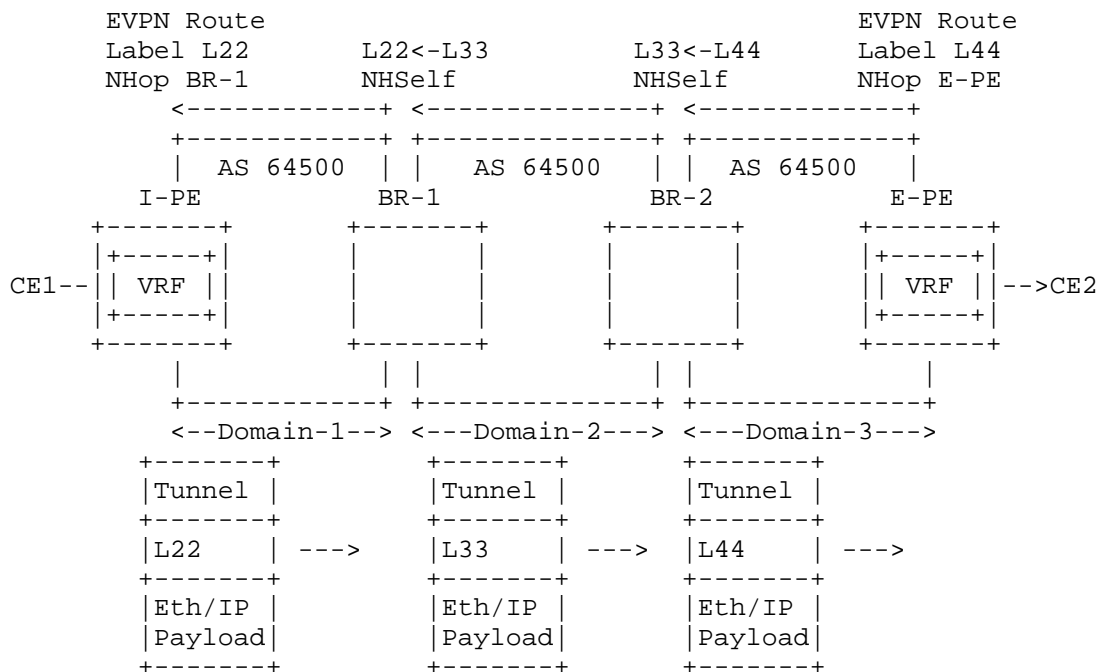 EVPN Route EVPN Route
Label L22 L22<-L33 L33<-L44 Label L44
NHop BR-1 NHSelf NHSelf NHop E-PE
AS 64500 AS 64500 AS 64500
I-PE BR-1 BR-2 E-PE
CE1--|| VRF || || VRF ||-->CE2
<--Domain-1--> <---Domain-2---> <---Domain-3--->
Tunnel Tunnel Tunnel
L22 ---> L33 ---> L44 --->
Eth/IP Eth/IP Eth/IP
Payload Payload Payload